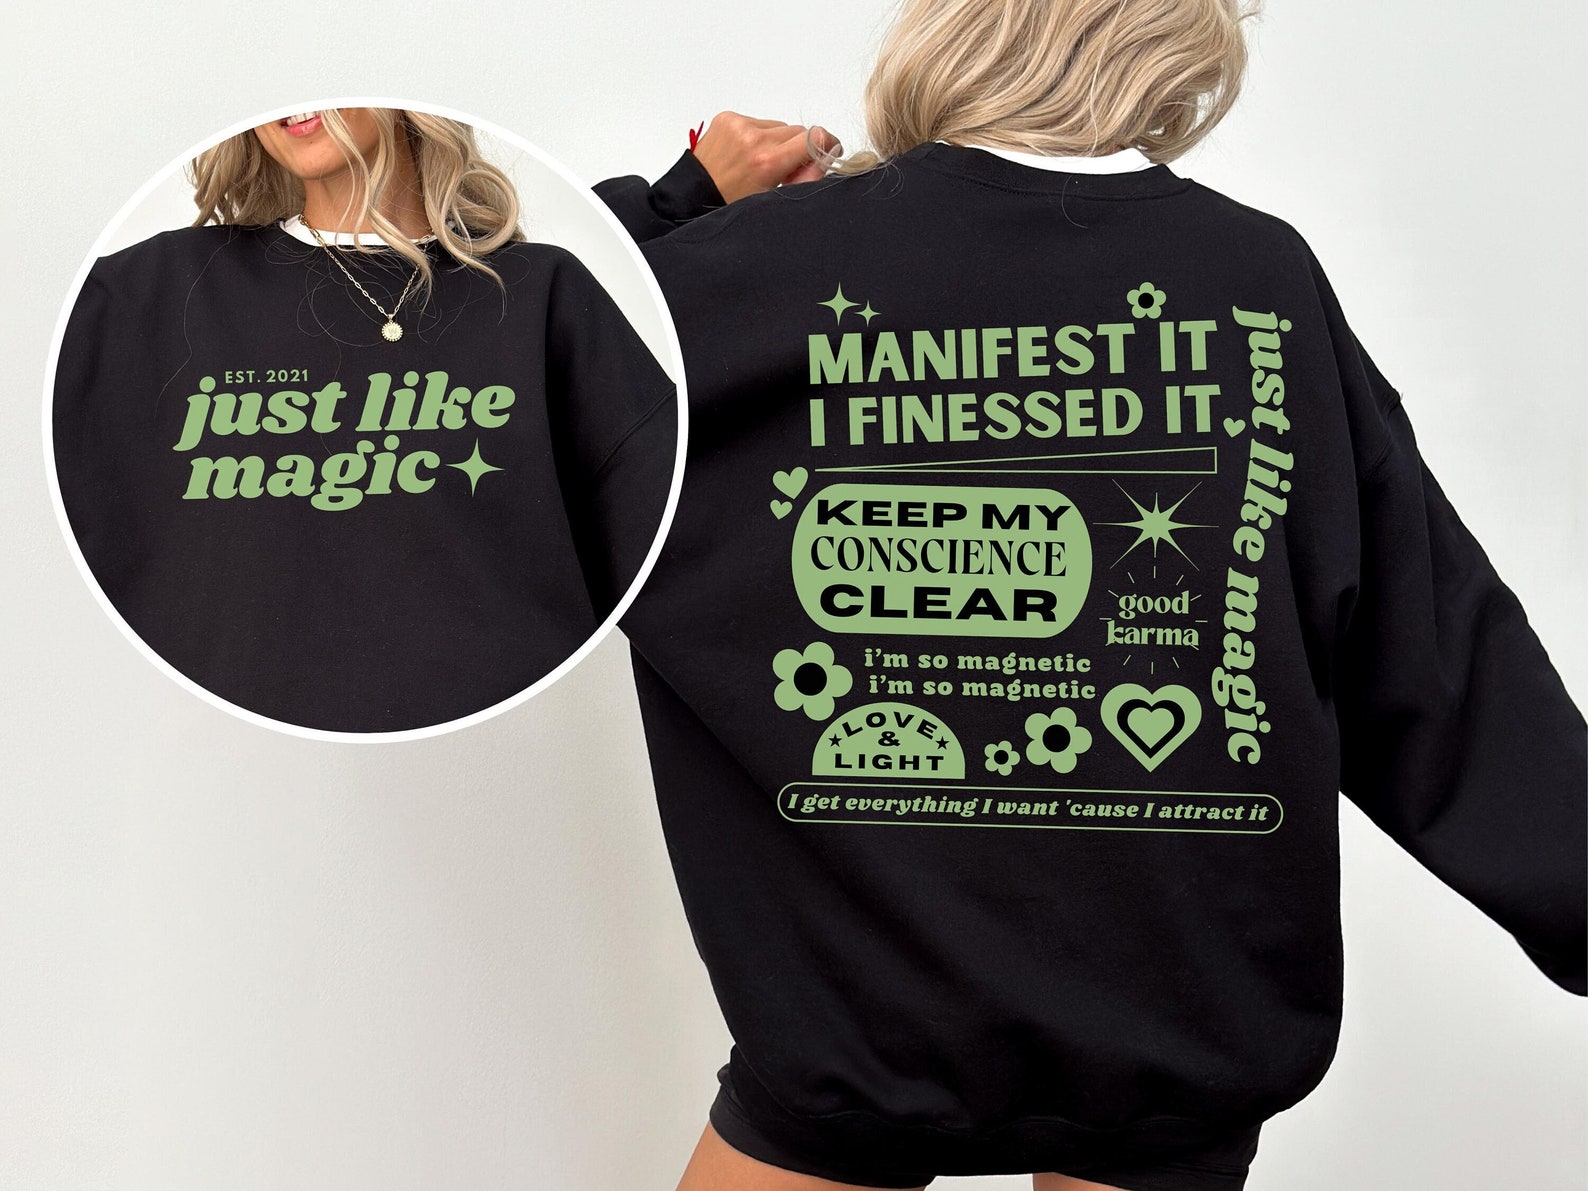 EST. 2021
just like
magic
MANIFEST IT
I FINESSED IT
KEEP MY
CONSCIENCE
CLEAR
good
karma
i'm so magnetic
i'm so magnetic
LOVE
&
LIGHT
I get everything I want 'cause I attract it
just like magic